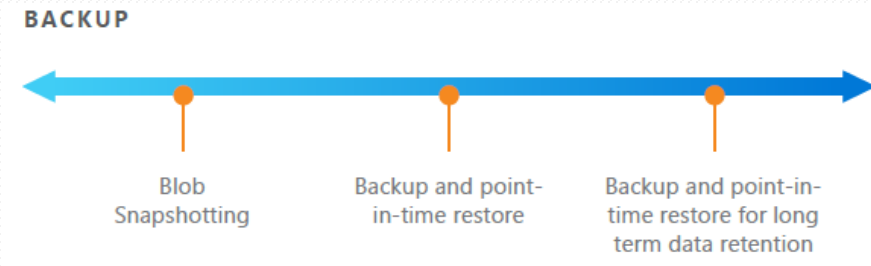 BACKUP
Blob
Snapshotting
Backup and point-
in-time restore
Backup and point-in-
time restore for long
term data retention